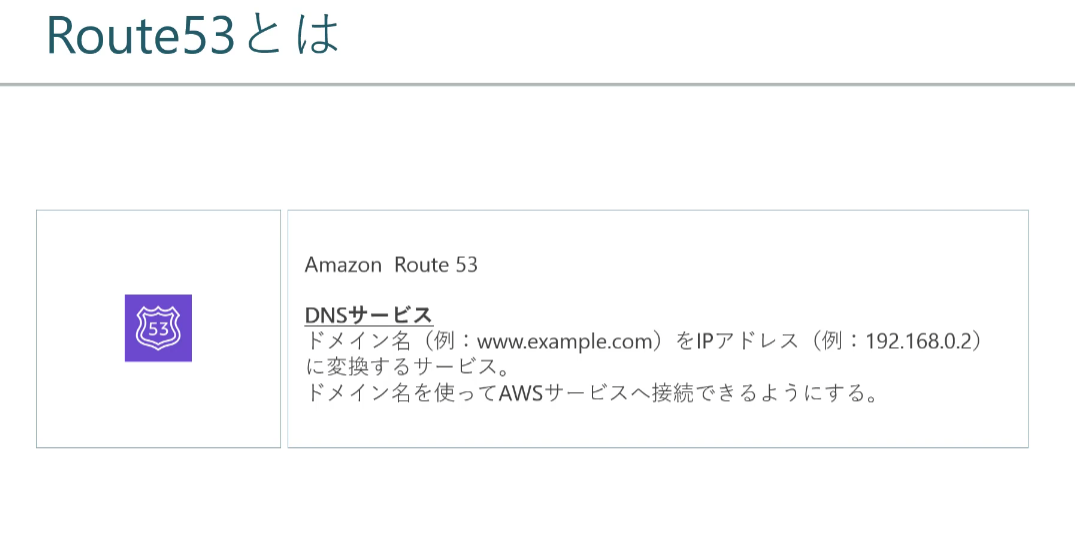 Route53とは
Amazon Route 53
53
DNSサービス
ドメイン名（例：www.example.com）をIPアドレス（例：192.168.0.2）
に変換するサービス。
ドメイン名を使ってAWSサービスへ接続できるようにする。